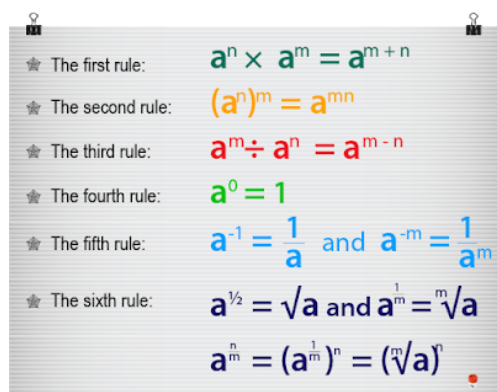 The first rule: aⁿ × aᵐ = aᵐ ⁺ ⁿ
The second rule: (aⁿ)ᵐ = aᵐⁿ
The third rule: aᵐ ÷ aⁿ = aᵐ ⁻ ⁿ
The fourth rule: a⁰ = 1
The fifth rule: a⁻¹ = 1/a and a⁻ᵐ = 1/aᵐ
The sixth rule: a^½ = √a and a^(1/m) = ᵐ√a
a^(n/m) = (a^(1/m))ⁿ = (ᵐ√a)ⁿ